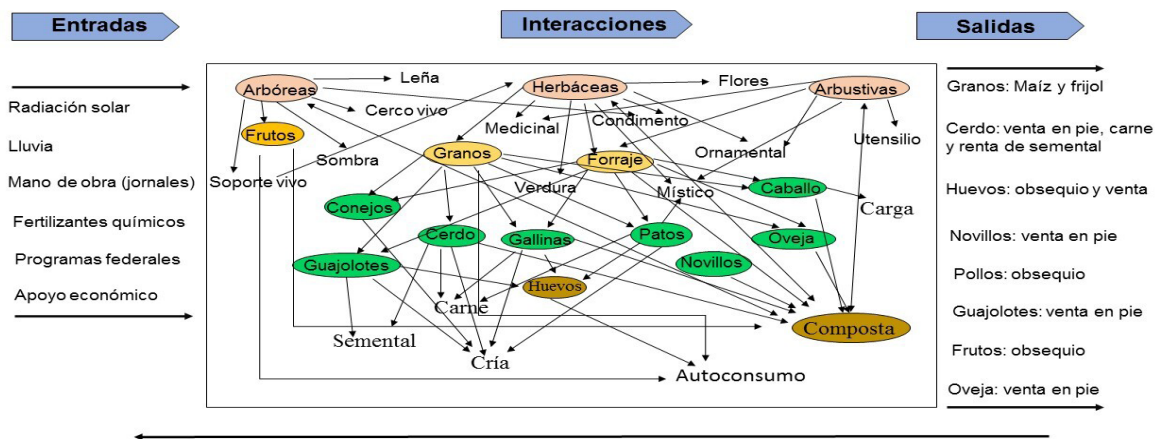 Entradas
Interacciones
Salidas
Radiación solar
Lluvia
Mano de obra (jornales)
Fertilizantes químicos
Programas federales
Apoyo económico
Arbóreas
Leña
Herbáceas
Flores
Arbustivas
Cerco vivo
Frutos
Medicinal
Condimento
Utensilio
Sombra
Granos
Forraje
Ornamental
Soporte vivo
Verdura
Místico
Caballo
Conejos
Carga
Cerdo
Gallinas
Patos
Oveja
Guajolotes
Novillos
Huevos
Carne
Semental
Composta
Cría
Autoconsumo
Granos: Maíz y frijol
Cerdo: venta en pie, carne
y renta de semental
Huevos: obsequio y venta
Novillos: venta en pie
Pollos: obsequio
Guajolotes: venta en pie
Frutos: obsequio
Oveja: venta en pie